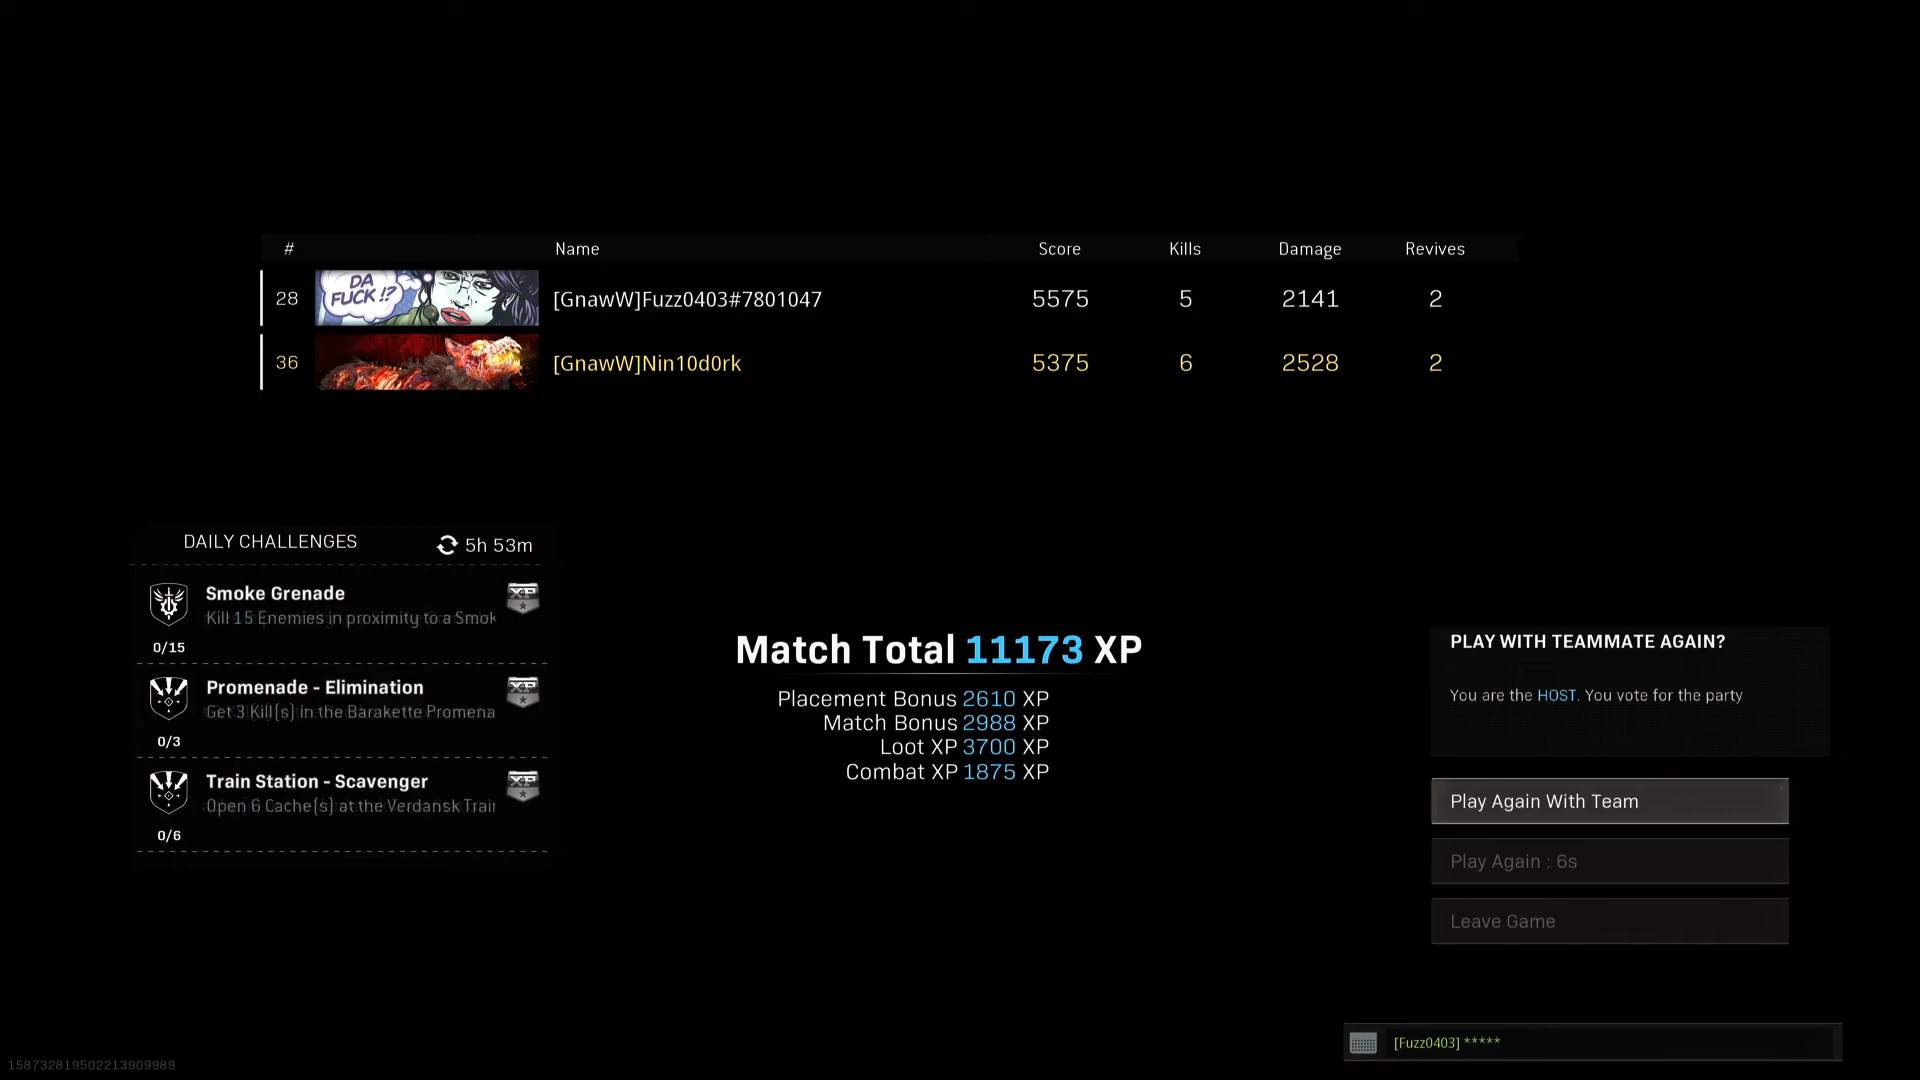 # Name Score Kills Damage Revives
28 DA FUCK !? [GnawW]Fuzz0403#7801047 5575 5 2141 2
36 [GnawW]Nin10d0rk 5375 6 2528 2
DAILY CHALLENGES 5h 53m
Smoke Grenade XP
Kill 15 Enemies in proximity to a Smok
0/15
Promenade - Elimination XP
Get 3 Kill(s) in the Barakette Promena
0/3
Train Station - Scavenger XP
Open 6 Cache(s) at the Verdansk Trair
0/6
Match Total 11173 XP
Placement Bonus 2610 XP
Match Bonus 2988 XP
Loot XP 3700 XP
Combat XP 1875 XP
PLAY WITH TEAMMATE AGAIN?
You are the HOST. You vote for the party
Play Again With Team
Play Again : 6s
Leave Game
[Fuzz0403] *****
158732819502213909989